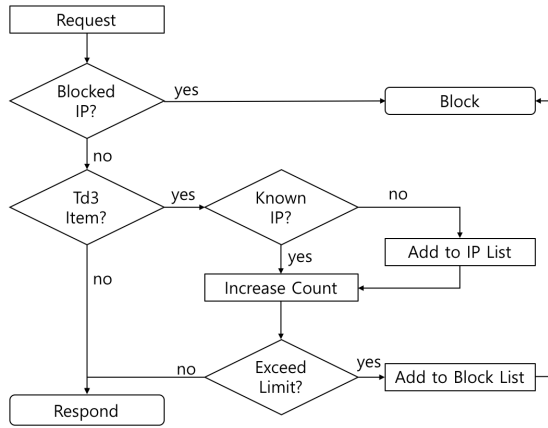 Request
Blocked
IP?
yes
Block
no
Td3
Item?
yes
Known
IP?
no
Add to IP List
yes
no
Increase Count
Exceed
Limit?
no
yes
Add to Block List
Respond